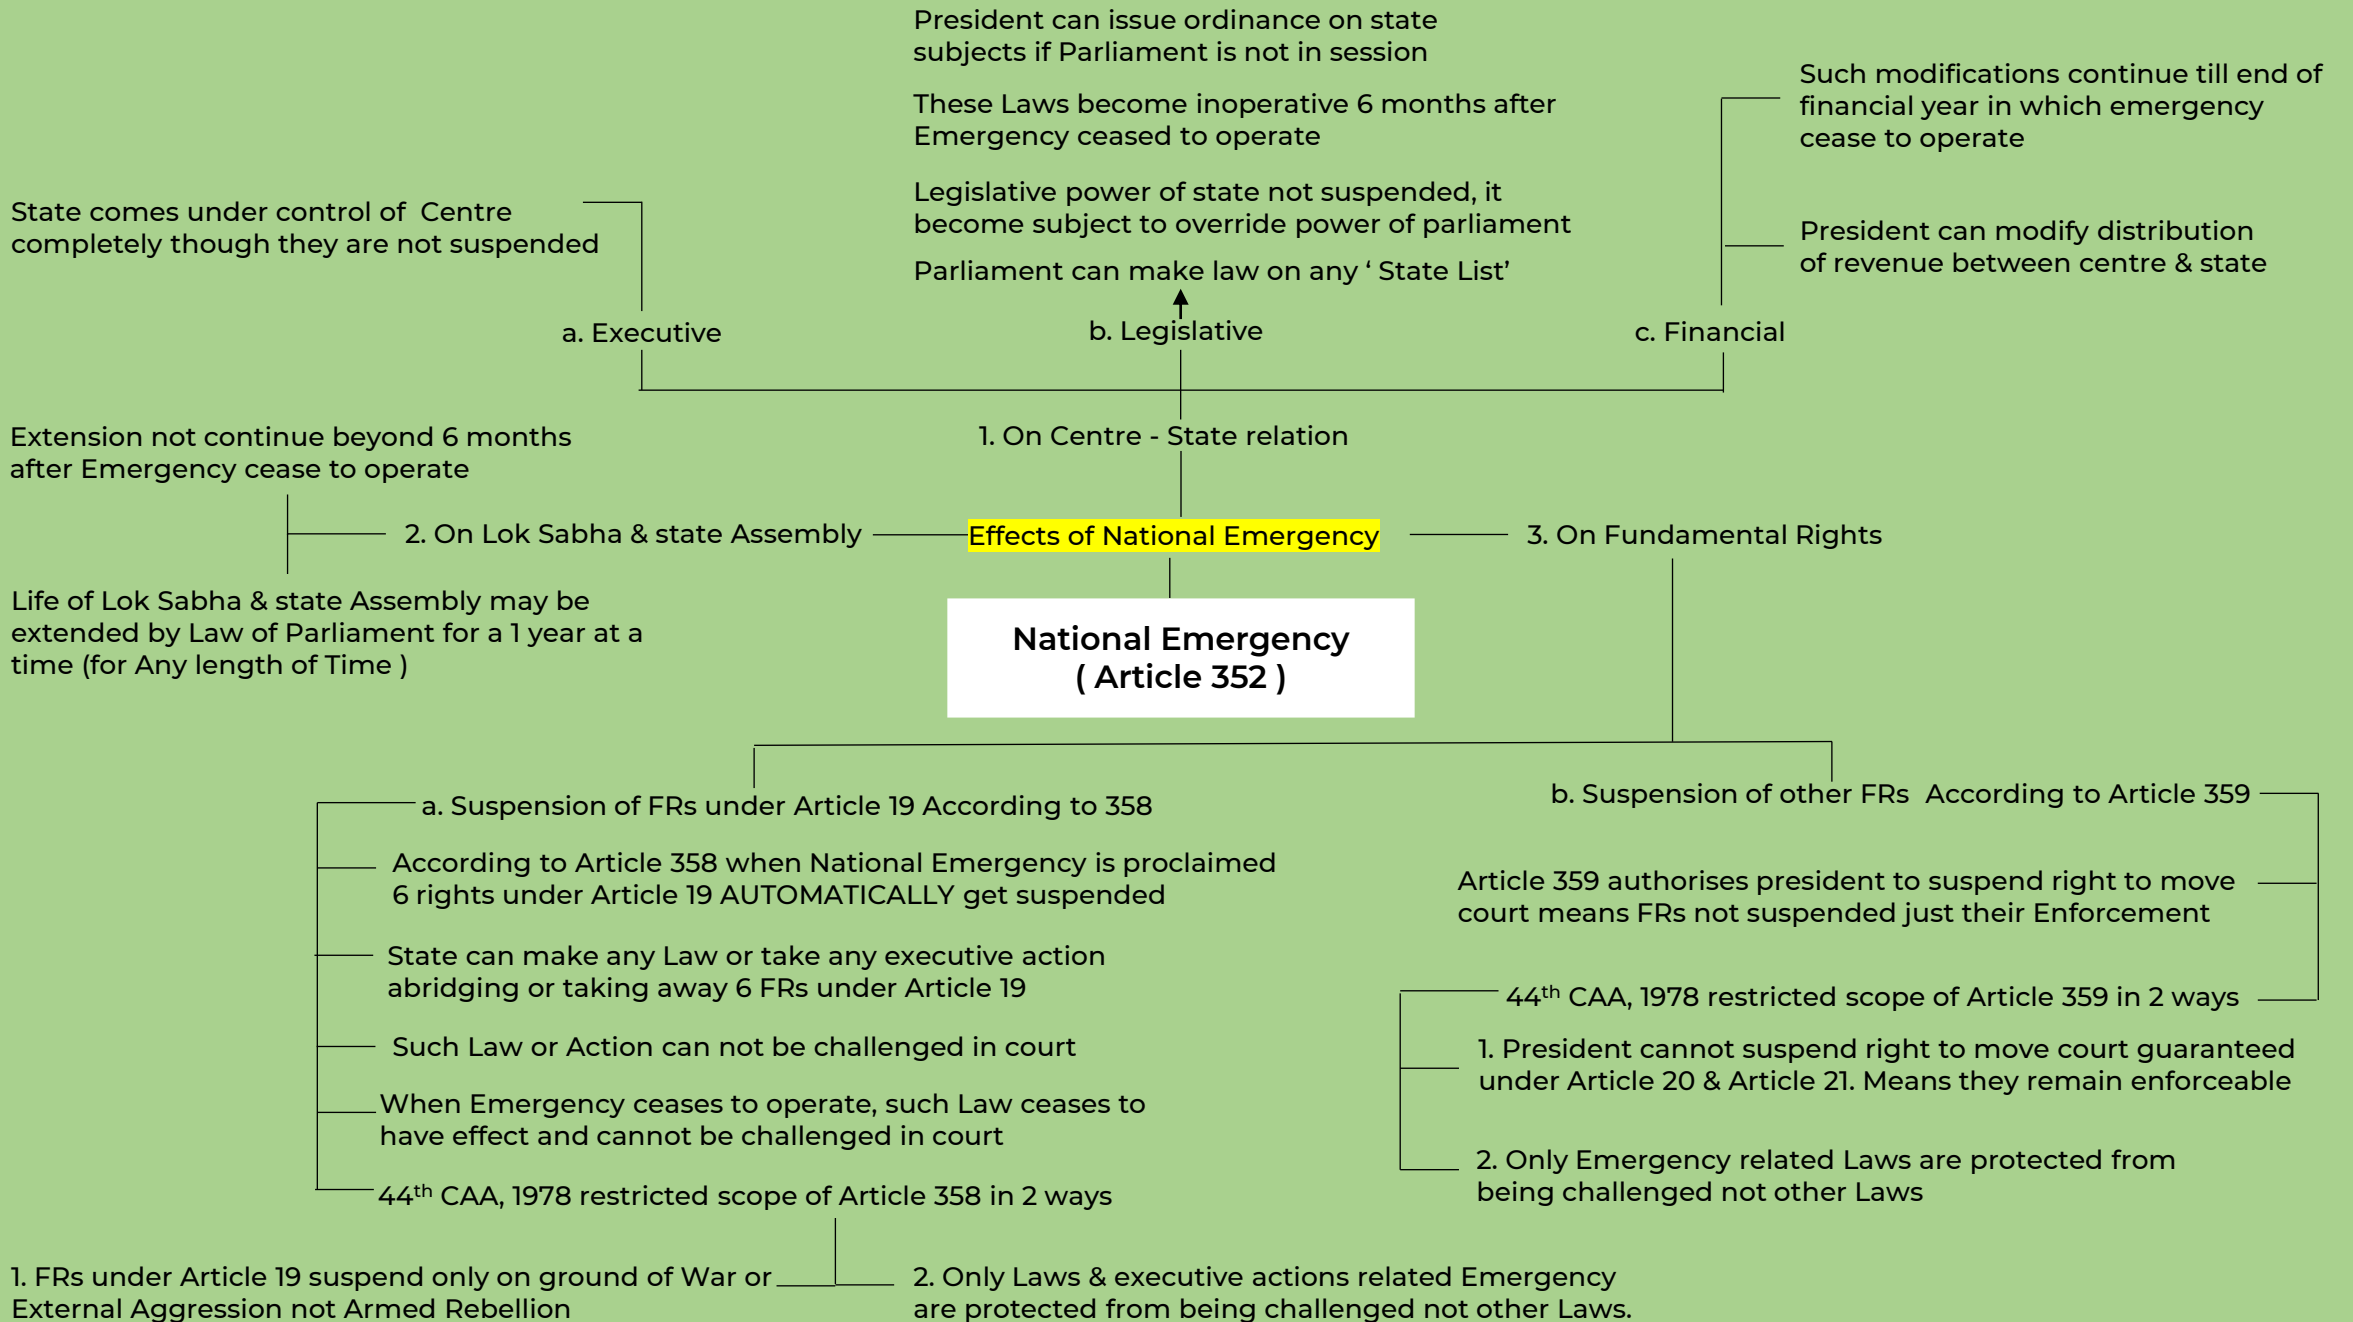 President can issue ordinance on state
subjects if Parliament is not in session
These Laws become inoperative 6 months after
Emergency ceased to operate
Legislative power of state not suspended, it
become subject to override power of parliament
Parliament can make law on any ‘ State List’
Such modifications continue till end of
financial year in which emergency
cease to operate
President can modify distribution
of revenue between centre & state
State comes under control of Centre
completely though they are not suspended
a. Executive
b. Legislative
c. Financial
1. On Centre - State relation
Extension not continue beyond 6 months
after Emergency cease to operate
2. On Lok Sabha & state Assembly
Effects of National Emergency
3. On Fundamental Rights
Life of Lok Sabha & state Assembly may be
extended by Law of Parliament for a 1 year at a
time (for Any length of Time )
National Emergency
( Article 352 )
a. Suspension of FRs under Article 19 According to 358
According to Article 358 when National Emergency is proclaimed
6 rights under Article 19 AUTOMATICALLY get suspended
State can make any Law or take any executive action
abridging or taking away 6 FRs under Article 19
Such Law or Action can not be challenged in court
When Emergency ceases to operate, such Law ceases to
have effect and cannot be challenged in court
44th CAA, 1978 restricted scope of Article 358 in 2 ways
1. FRs under Article 19 suspend only on ground of War or
External Aggression not Armed Rebellion
2. Only Laws & executive actions related Emergency
are protected from being challenged not other Laws.
b. Suspension of other FRs According to Article 359
Article 359 authorises president to suspend right to move
court means FRs not suspended just their Enforcement
44th CAA, 1978 restricted scope of Article 359 in 2 ways
1. President cannot suspend right to move court guaranteed
under Article 20 & Article 21. Means they remain enforceable
2. Only Emergency related Laws are protected from
being challenged not other Laws